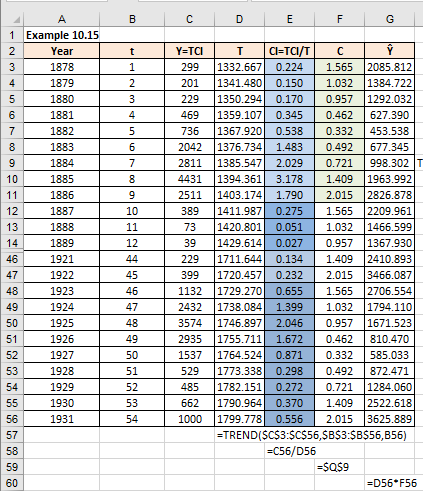 A B C D E F G
1 Example 10.15
2 Year t Y=TCI T CI=TCI/T C Ŷ
3 1878 1 299 1332.667 0.224 1.565 2085.812
4 1879 2 201 1341.480 0.150 1.032 1384.722
5 1880 3 229 1350.294 0.170 0.957 1292.032
6 1881 4 469 1359.107 0.345 0.462 627.390
7 1882 5 736 1367.920 0.538 0.332 453.538
8 1883 6 2042 1376.734 1.483 0.492 677.345
9 1884 7 2811 1385.547 2.029 0.721 998.302 T
10 1885 8 4431 1394.361 3.178 1.409 1963.992
11 1886 9 2511 1403.174 1.790 2.015 2826.878
12 1887 10 389 1411.987 0.275 1.565 2209.961
13 1888 11 73 1420.801 0.051 1.032 1466.599
14 1889 12 39 1429.614 0.027 0.957 1367.930
46 1921 44 229 1711.644 0.134 1.409 2410.893
47 1922 45 399 1720.457 0.232 2.015 3466.087
48 1923 46 1132 1729.270 0.655 1.565 2706.554
49 1924 47 2432 1738.084 1.399 1.032 1794.110
50 1925 48 3574 1746.897 2.046 0.957 1671.523
51 1926 49 2935 1755.711 1.672 0.462 810.470
52 1927 50 1537 1764.524 0.871 0.332 585.033
53 1928 51 529 1773.338 0.298 0.492 872.471
54 1929 52 485 1782.151 0.272 0.721 1284.060
55 1930 53 662 1790.964 0.370 1.409 2522.618
56 1931 54 1000 1799.778 0.556 2.015 3625.889
57 =TREND($C$3:$C$56,$B$3:$B$56,B56)
58 =C56/D56
59 =$Q$9
60 =D56*F56